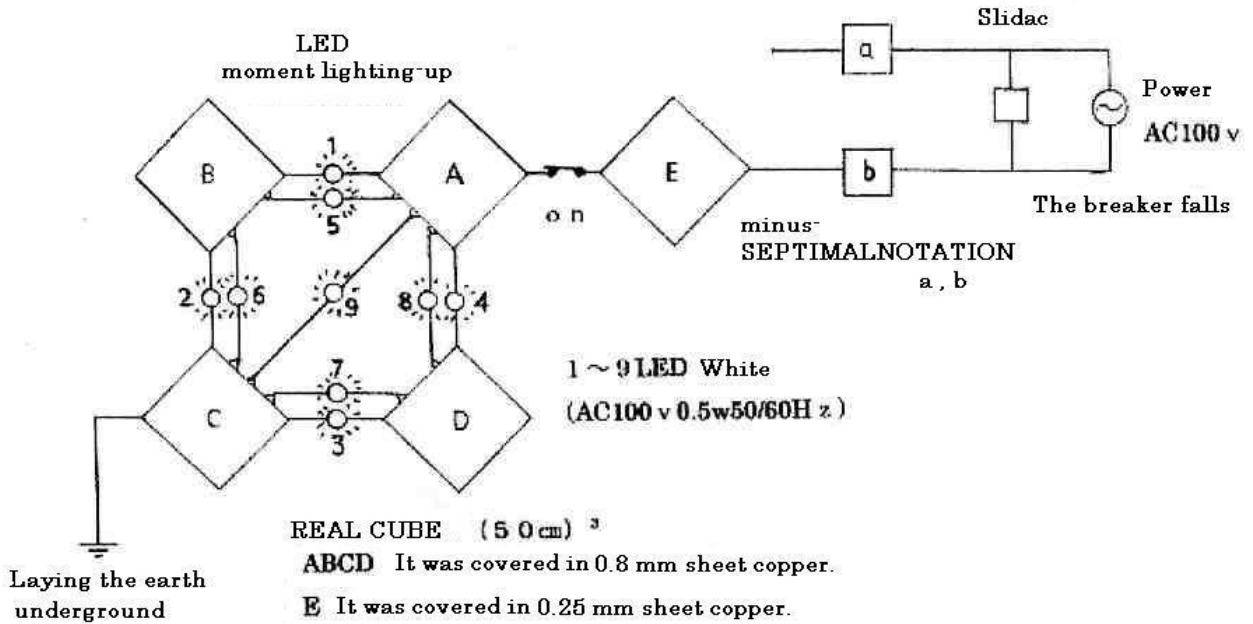 Slidac
LED
moment lighting-up
a
Power
AC100 v
B
1
A
E
b
5
on
The breaker falls
minus-
SEPTIMALNOTATION
a , b
2
6
9
8
4
7
1 ~ 9 LED White
(AC100 v 0.5w50/60H z )
C
D
3
REAL CUBE (50㎝) ³
ABCD It was covered in 0.8 mm sheet copper.
Laying the earth
underground
E It was covered in 0.25 mm sheet copper.